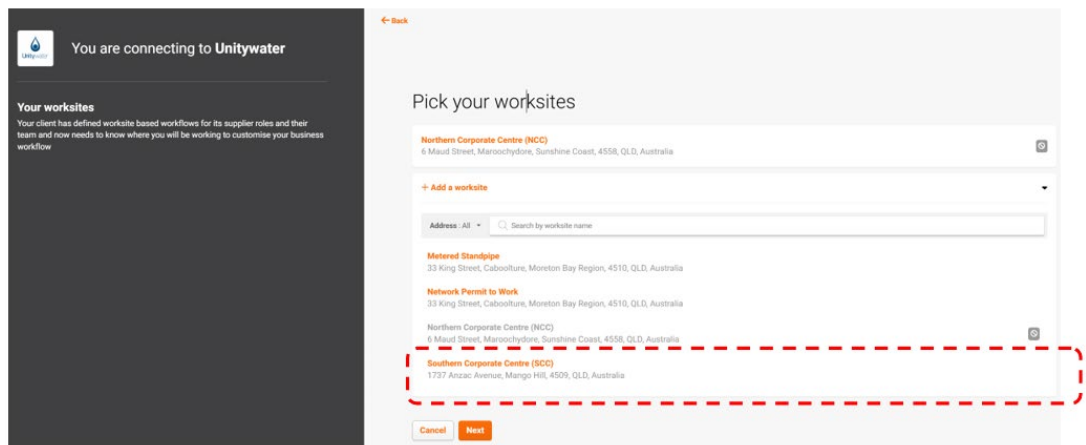 Unitywater
You are connecting to Unitywater
Your worksites
Your client has defined worksite based workflows for its supplier roles and their
team and now needs to know where you will be working to customise your business
workflow
← Back
Pick your worksites
Northern Corporate Centre (NCC)
6 Maud Street, Maroochydore, Sunshine Coast, 4558, QLD, Australia
+ Add a worksite
Address : All
Search by worksite name
Metered Standpipe
33 King Street, Caboolture, Moreton Bay Region, 4510, QLD, Australia
Network Permit to Work
33 King Street, Caboolture, Moreton Bay Region, 4510, QLD, Australia
Northern Corporate Centre (NCC)
6 Maud Street, Maroochydore, Sunshine Coast, 4558, QLD, Australia
Southern Corporate Centre (SCC)
1737 Anzac Avenue, Mango Hill, 4509, QLD, Australia
Cancel
Next